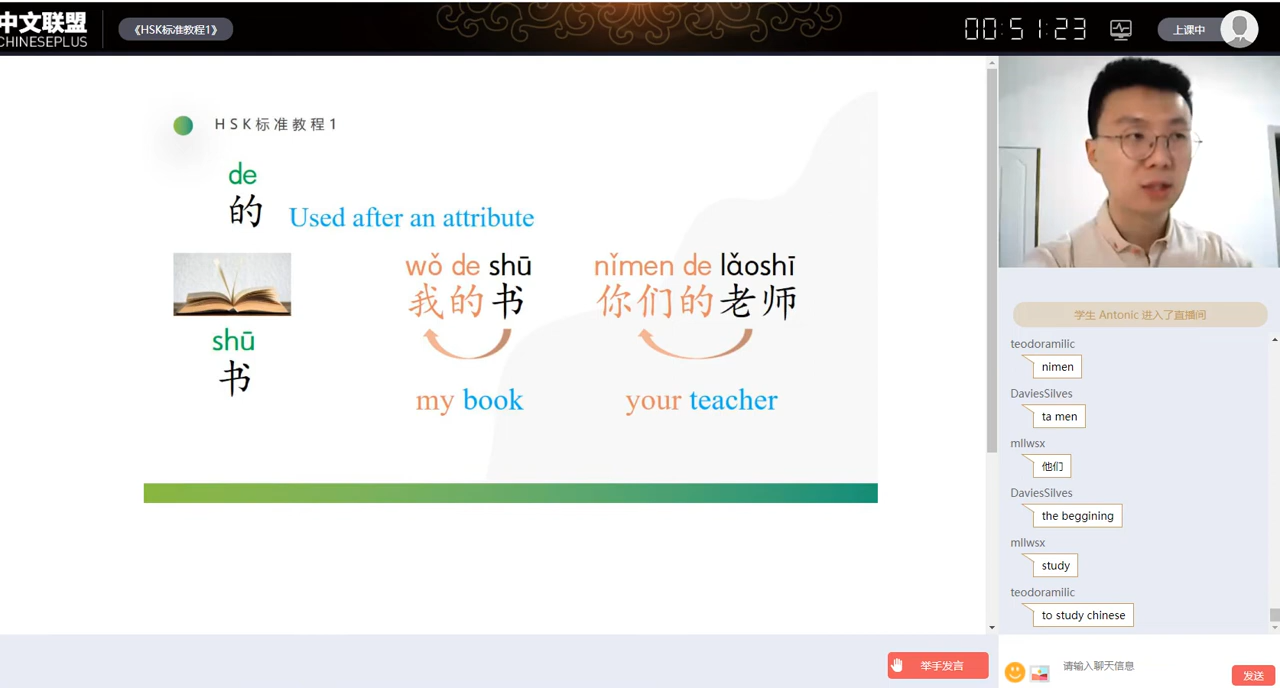 中文联盟
CHINESEPLUS
《HSK标准教程1》
00:51:23
上课中
HSK标准教程1
de
的 Used after an attribute
wǒ de shū
我的书
my book
nǐmen de lǎoshī
你们的老师
your teacher
shū
书
学生 Antonic 进入了直播间
teodoramilic
nimen
DaviesSilves
ta men
mllwsx
他们
DaviesSilves
the beggining
mllwsx
study
teodoramilic
to study chinese
举手发言
请输入聊天信息
发送